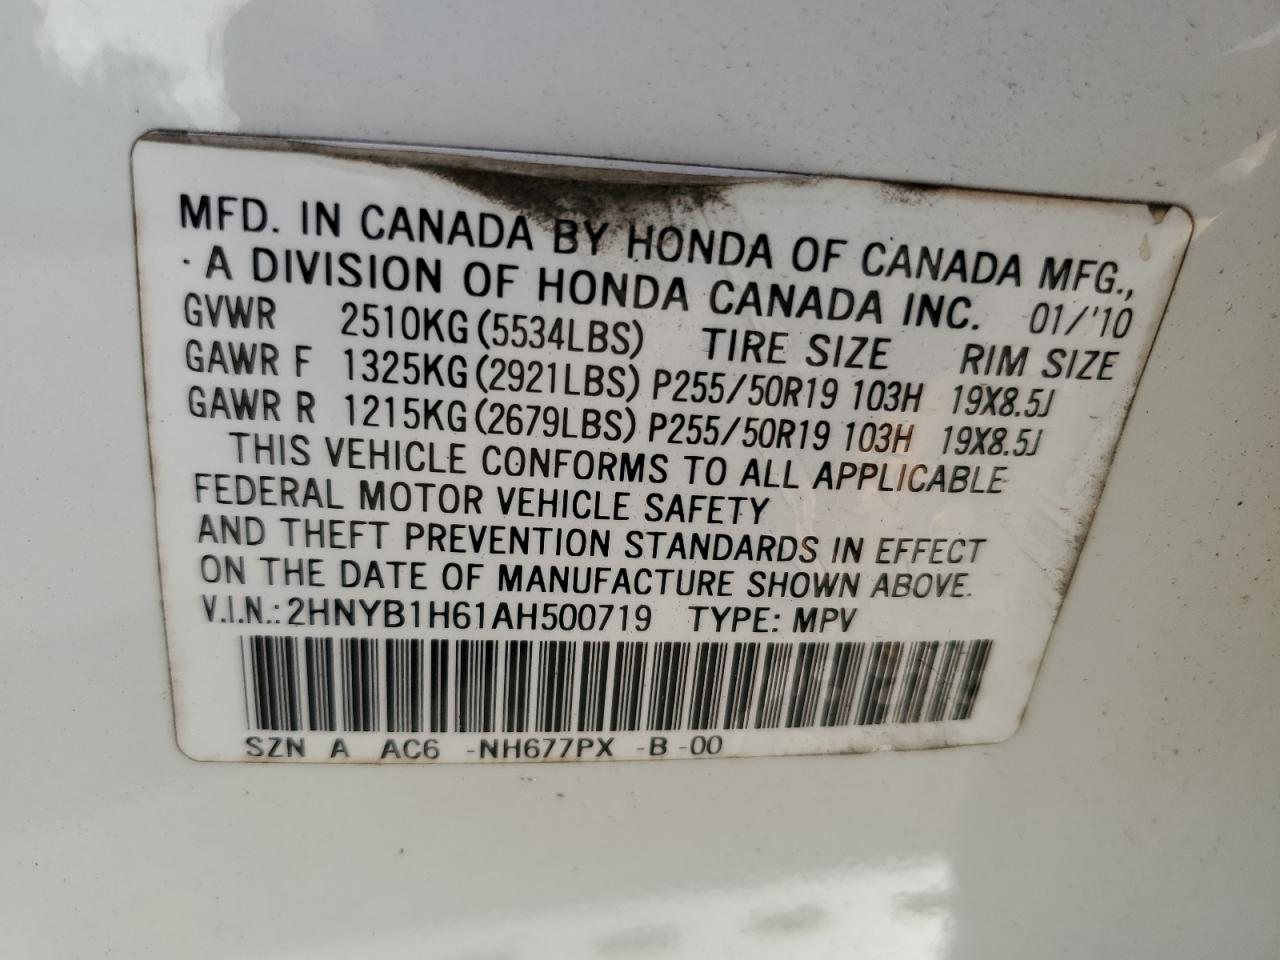 MFD. IN CANADA BY HONDA OF CANADA MFG.,
· A DIVISION OF HONDA CANADA INC. 01/'10
GVWR 2510KG (5534LBS) TIRE SIZE RIM SIZE
GAWR F 1325KG (2921LBS) P255/50R19 103H 19X8.5J
GAWR R 1215KG (2679LBS) P255/50R19 103H 19X8.5J
THIS VEHICLE CONFORMS TO ALL APPLICABLE
FEDERAL MOTOR VEHICLE SAFETY
AND THEFT PREVENTION STANDARDS IN EFFECT
ON THE DATE OF MANUFACTURE SHOWN ABOVE.
V.I.N.: 2HNYB1H61AH500719 TYPE: MPV
SZN A AC6 -NH677PX -B -00